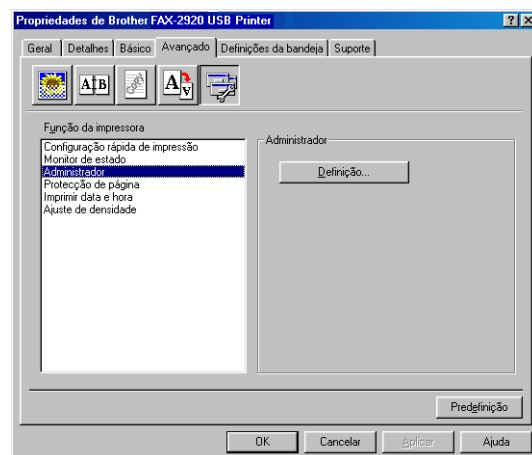 Propriedades de Brother FAX-2920 USB Printer
Geral Detalhes Básico Avançado Definições da bandeja Suporte
Função da impressora
Configuração rápida de impressão
Monitor de estado
Administrador
Protecção de página
Imprimir data e hora
Ajuste de densidade
Administrador
Definição...
Predefinição
OK Cancelar Aplicar Ajuda